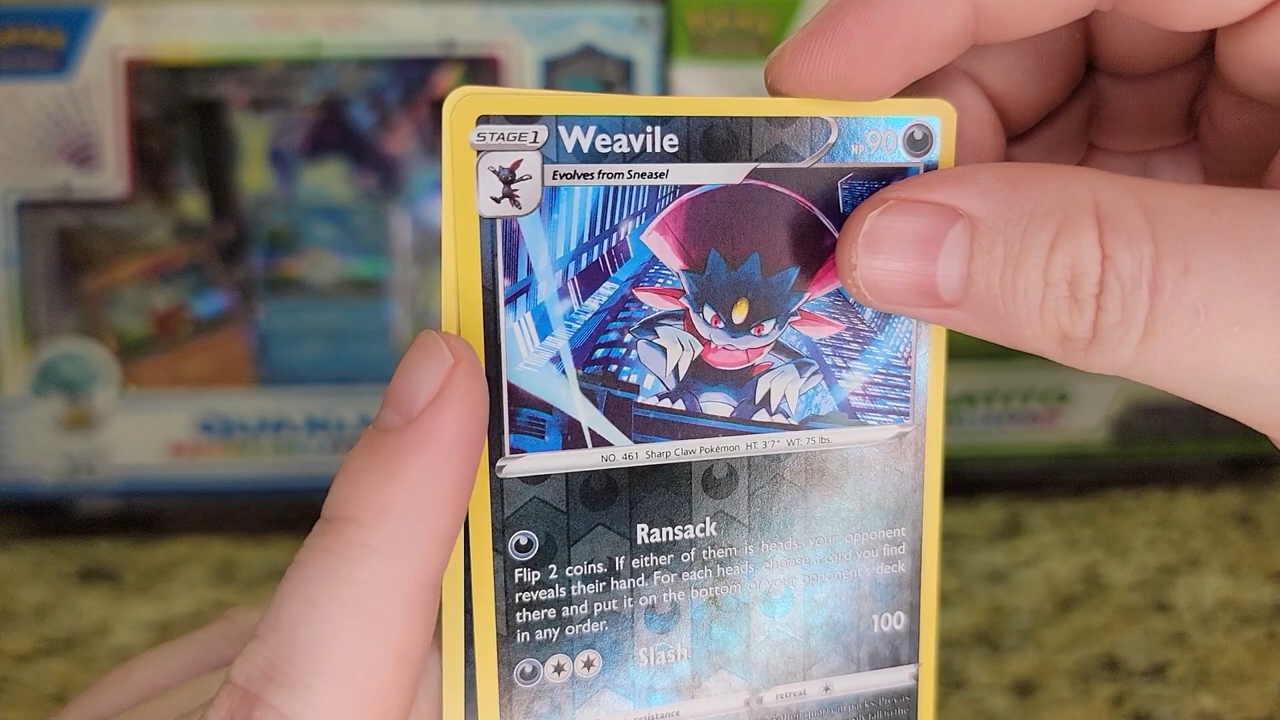 STAGE 1 Weavile HP 90
Evolves from Sneasel
NO. 461 Sharp Claw Pokémon HT: 3'7" WT: 75 lbs.
Ransack
Flip 2 coins. If either of them is heads, your opponent
reveals their hand. For each heads, choose a card you find
there and put it on the bottom of your opponent's deck
in any order.
Slash 100
resistance retreat